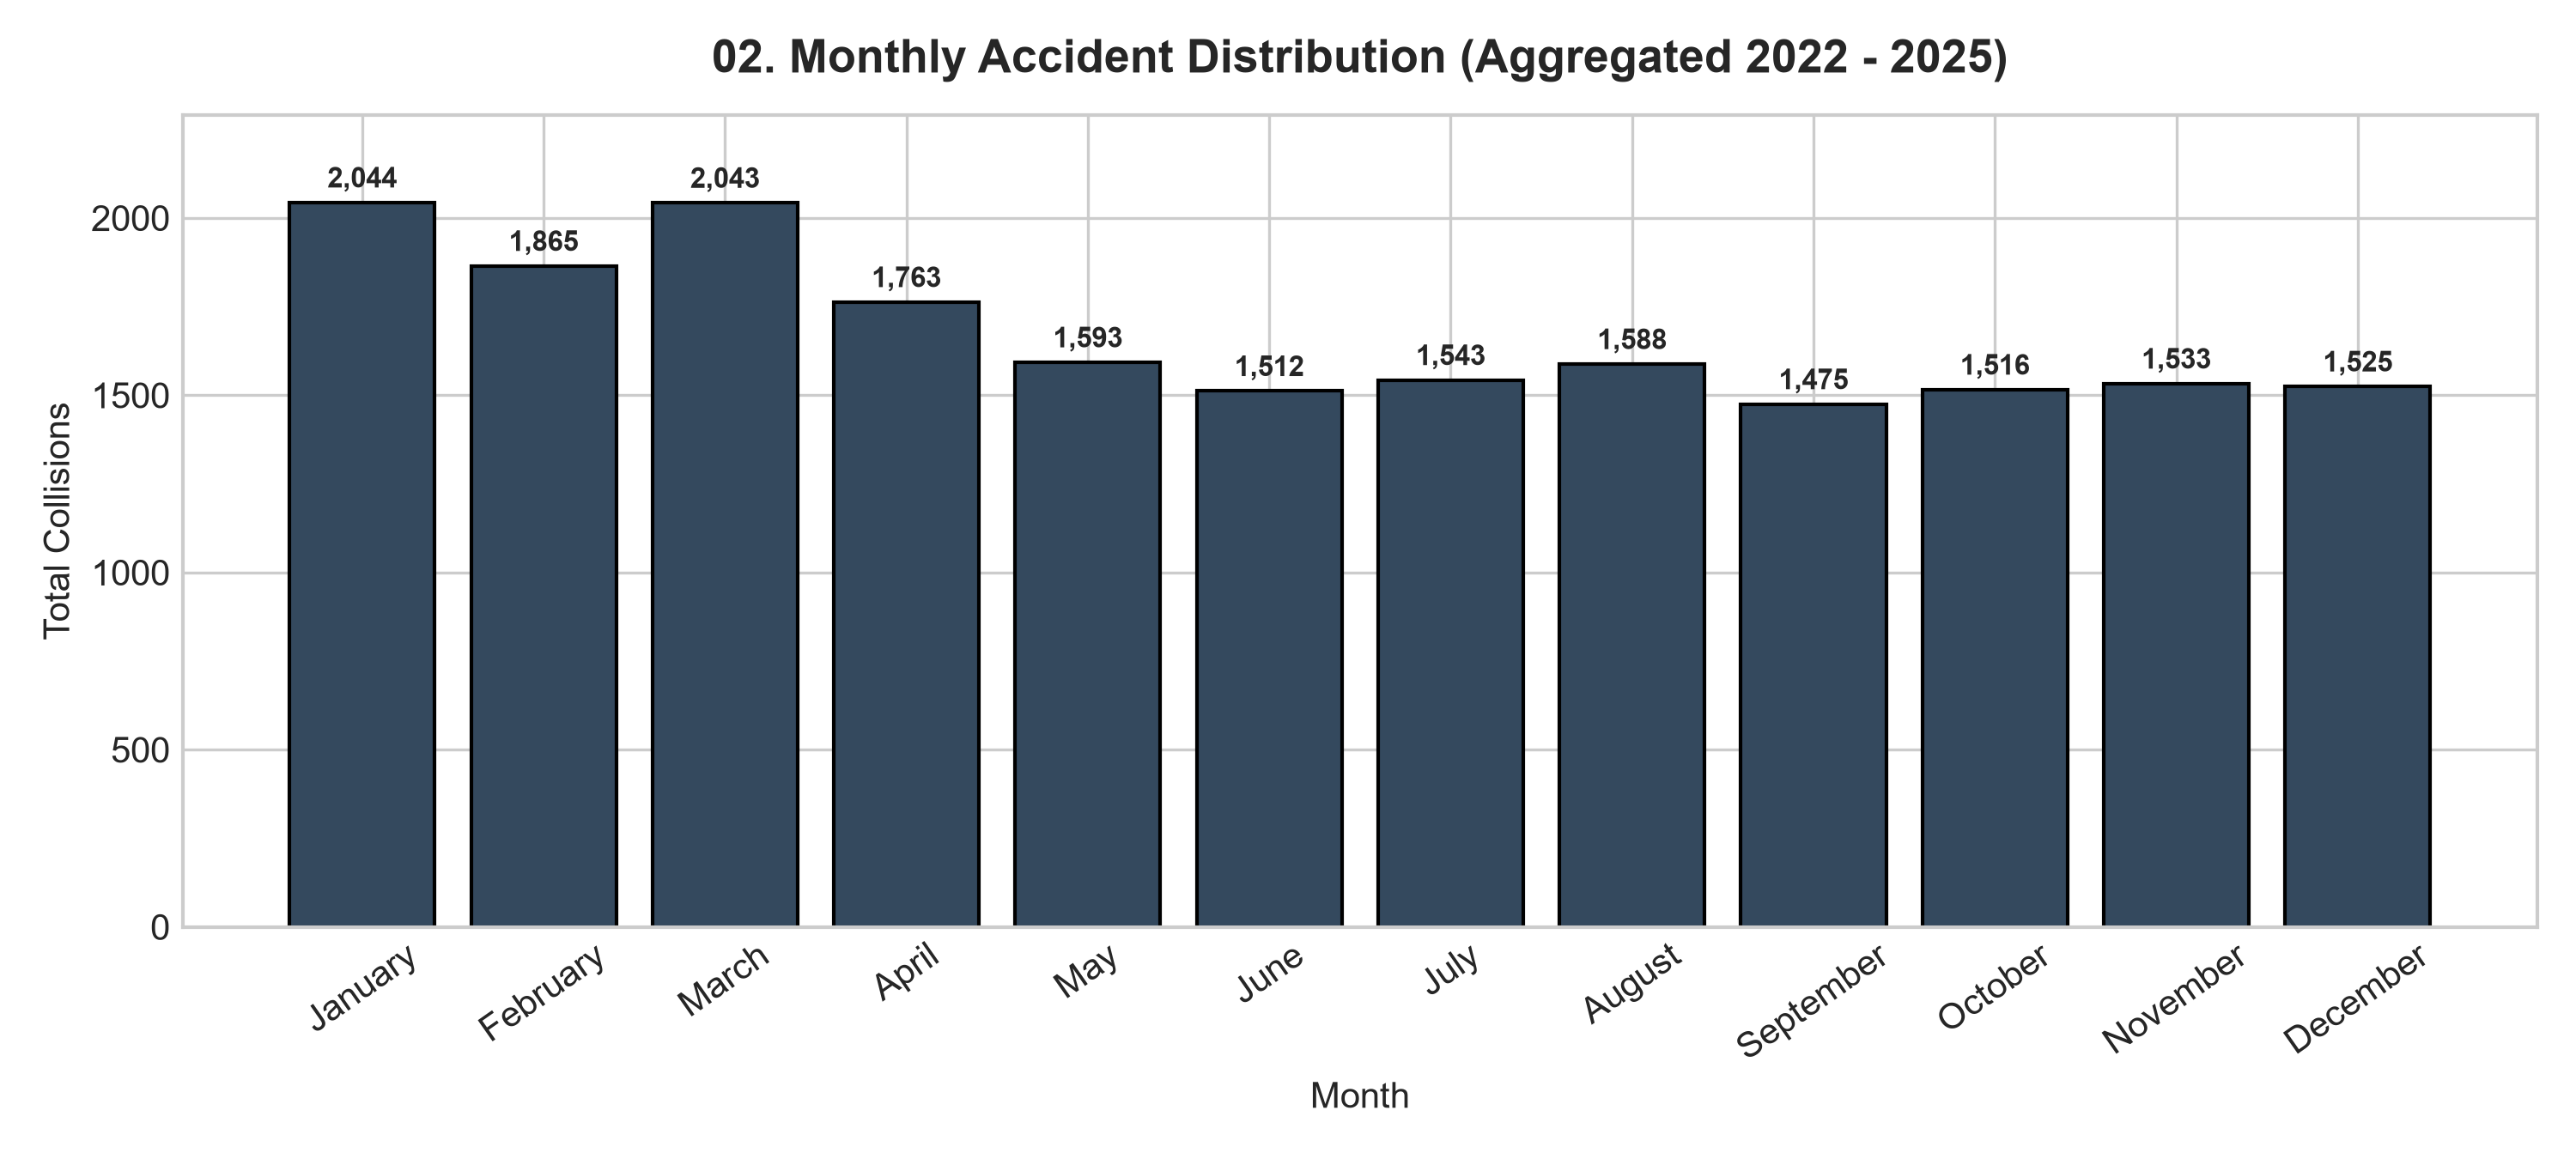 02. Monthly Accident Distribution (Aggregated 2022 - 2025)
Total Collisions
2000
1500
1000
500
0
2,044
1,865
2,043
1,763
1,593
1,512
1,543
1,588
1,475
1,516
1,533
1,525
January
February
March
April
May
June
July
August
September
October
November
December
Month